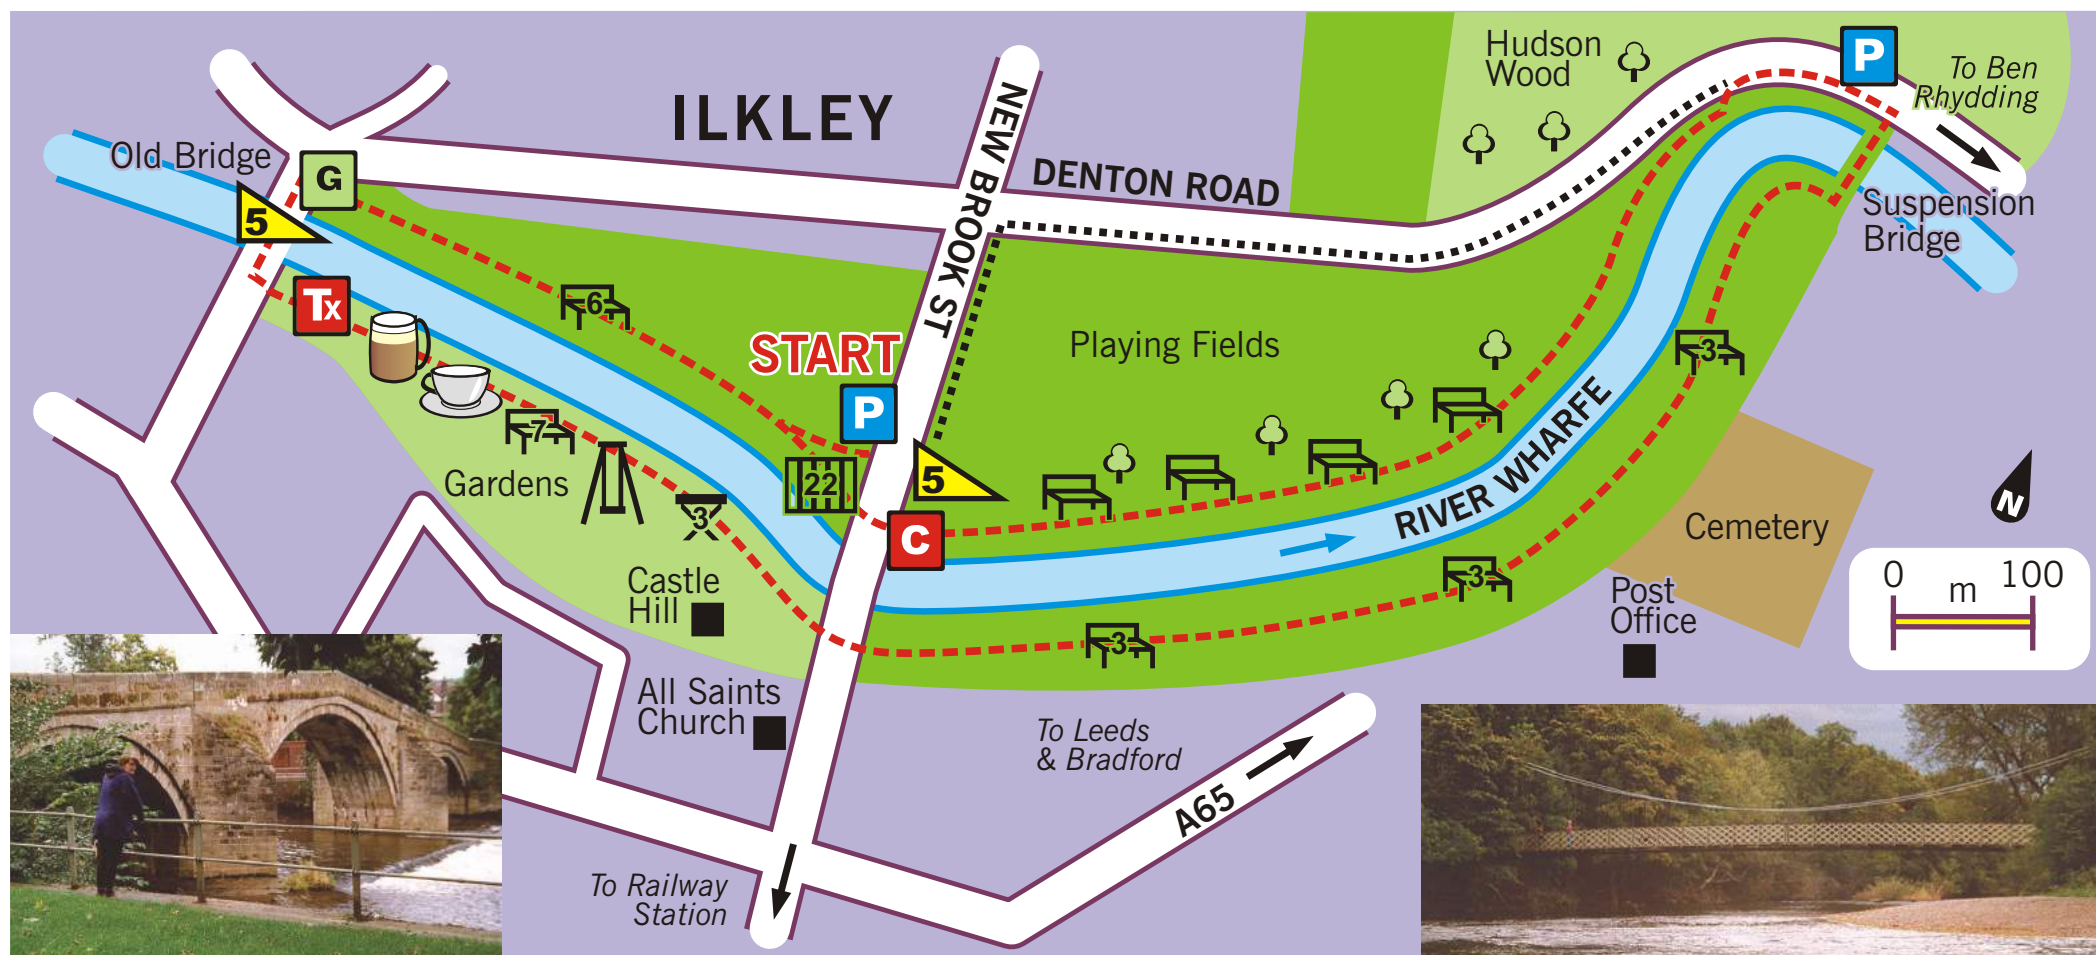 ILKLEY
Old Bridge
G
5
Tx
6
7
Gardens
3
START
P
22
5
C
NEW BROOK ST
DENTON ROAD
Hudson
Wood
P
To Ben
Rhydding
Suspension
Bridge
Playing Fields
3
RIVER WHARFE
Cemetery
N
0
100
m
Post
Office
3
3
Castle
Hill
All Saints
Church
To Leeds
& Bradford
A65
To Railway
Station